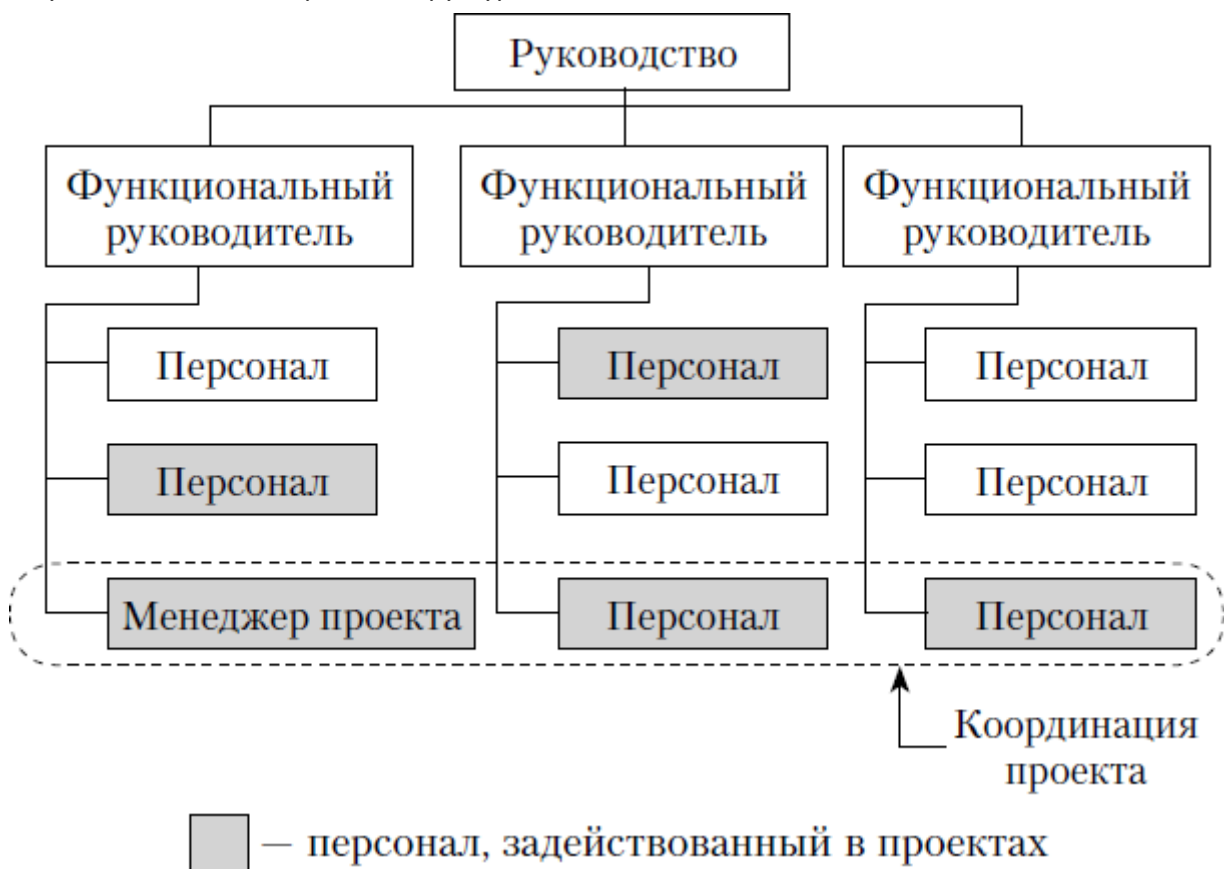 Руководство
Функциональный
руководитель
Функциональный
руководитель
Функциональный
руководитель
Персонал
Персонал
Персонал
Персонал
Персонал
Персонал
Менеджер проекта
Персонал
Персонал
Координация
проекта
— персонал, задействованный в проектах